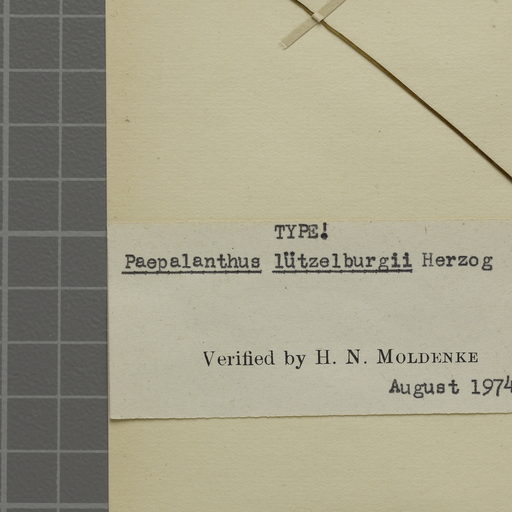 TYPE!
Paepalanthus lützelburgii Herzog
Verified by H. N. MOLDENKE
August 1974